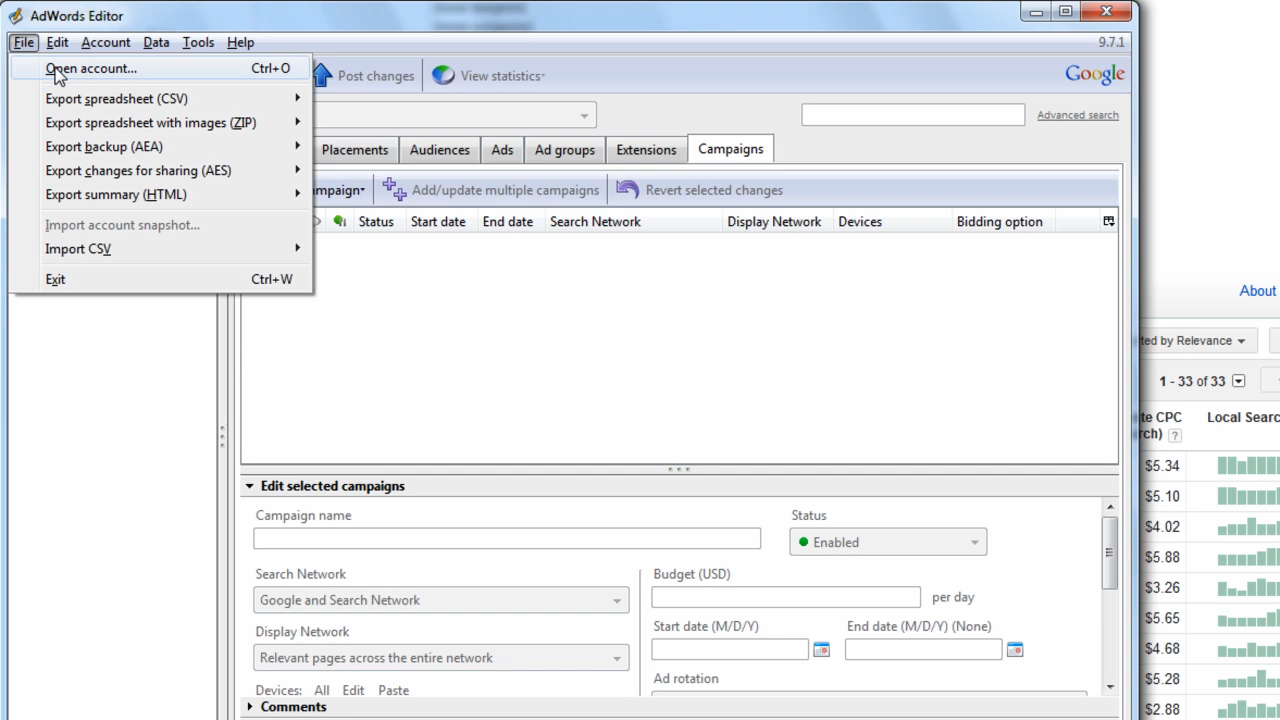 AdWords Editor
File Edit Account Data Tools Help
9.7.1
Open account... Ctrl+O
Export spreadsheet (CSV)
Export spreadsheet with images (ZIP)
Export backup (AEA)
Export changes for sharing (AES)
Export summary (HTML)
Import account snapshot...
Import CSV
Exit Ctrl+W
Post changes View statistics
Google
Advanced search
Placements Audiences Ads Ad groups Extensions Campaigns
Add/update multiple campaigns Revert selected changes
Status Start date End date Search Network Display Network Devices Bidding option
Edit selected campaigns
Campaign name
Status
Enabled
Search Network
Google and Search Network
Budget (USD)
per day
Display Network
Relevant pages across the entire network
Start date (M/D/Y) End date (M/D/Y) (None)
Devices: All Edit Paste
Ad rotation
Comments
About
ted by Relevance
1 - 33 of 33
te CPC Local Searc
rch) ?
$5.34
$5.10
$4.02
$5.88
$3.26
$5.65
$4.68
$5.28
$2.88